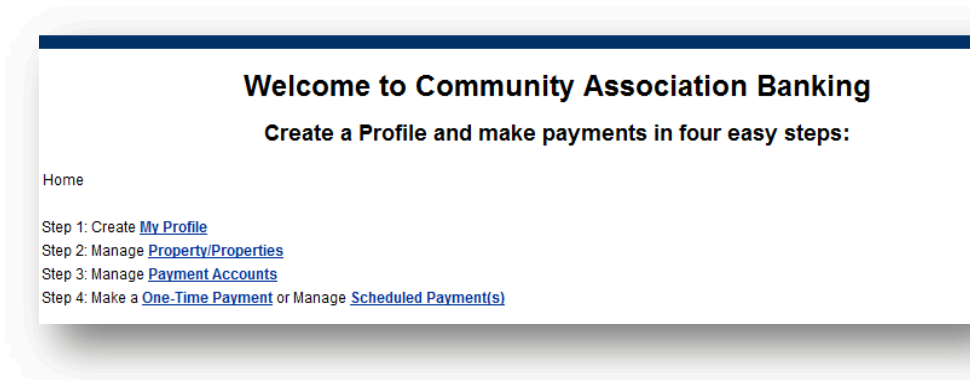 Welcome to Community Association Banking
Create a Profile and make payments in four easy steps:
Home
Step 1: Create My Profile
Step 2: Manage Property/Properties
Step 3: Manage Payment Accounts
Step 4: Make a One-Time Payment or Manage Scheduled Payment(s)